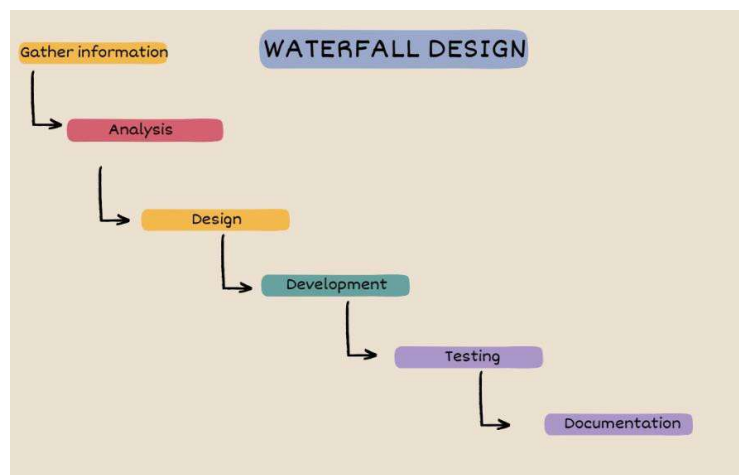 WATERFALL DESIGN
Gather information
Analysis
Design
Development
Testing
Documentation